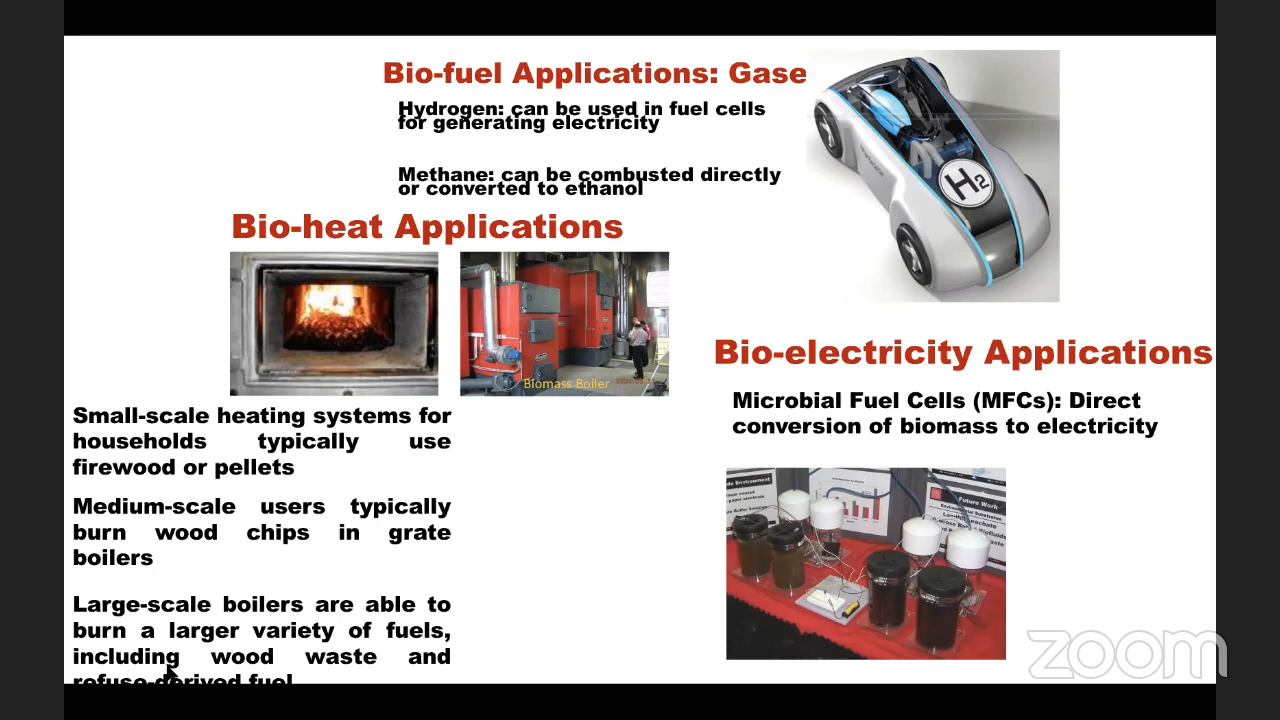 Bio-fuel Applications: Gase
Hydrogen: can be used in fuel cells
for generating electricity
Methane: can be combusted directly
or converted to ethanol
H2
Bio-heat Applications
Biomass Boiler
Small-scale heating systems for
households typically use
firewood or pellets
Medium-scale users typically
burn wood chips in grate
boilers
Large-scale boilers are able to
burn a larger variety of fuels,
including wood waste and
refuse-derived fuel
Bio-electricity Applications
Microbial Fuel Cells (MFCs): Direct
conversion of biomass to electricity
Future Work
zoom